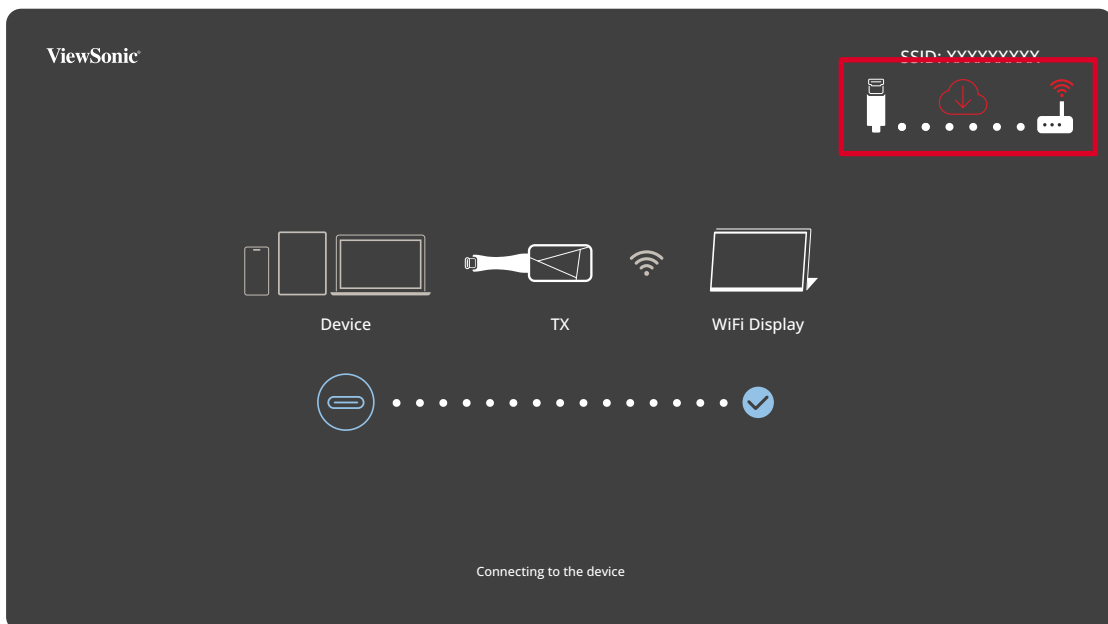 ViewSonic®
SSID: XXXXXXXXX
Device
TX
WiFi Display
Connecting to the device